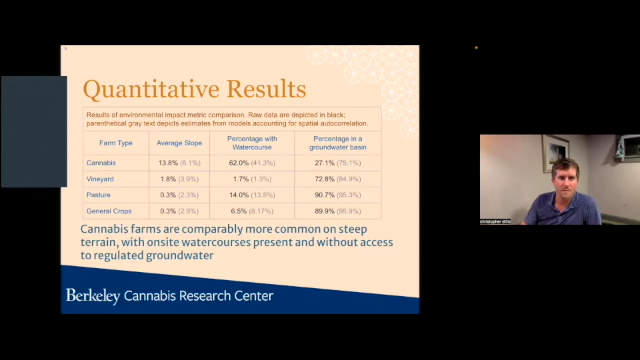 Quantitative Results
Results of environmental impact metric comparison. Raw data are depicted in black;
parenthetical gray text depicts estimates from models accounting for spatial autocorrelation.
Farm Type Average Slope Percentage with Watercourse Percentage in a groundwater basin
Cannabis 13.8% (6.1%) 62.0% (41.3%) 27.1% (75.1%)
Vineyard 1.8% (3.9%) 1.7% (1.3%) 72.8% (84.9%)
Pasture 0.3% (2.3%) 14.0% (13.8%) 90.7% (95.3%)
General Crops 0.3% (2.9%) 6.5% (8.17%) 89.9% (95.9%)
Cannabis farms are comparably more common on steep
terrain, with onsite watercourses present and without access
to regulated groundwater
Berkeley Cannabis Research Center
christopher dillis